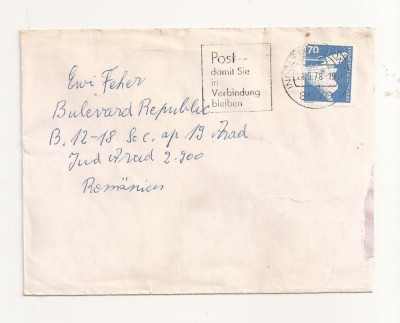 Post—
damit Sie
in
Verbindung
bleiben
70
Ewi Feher
Bulevard Republic
B. 12-18 Sc. c. ap 19 Arad
Jud Arad 2.900
Romänien